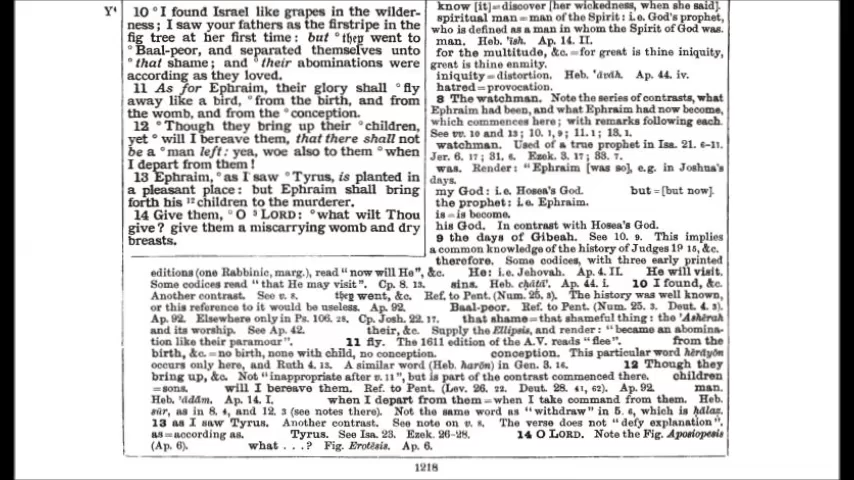 Y⁴
10 °I found Israel like grapes in the wilder-
ness; I saw your fathers as the firstripe in the
fig tree at her first time: but °they went to
°Baal-peor, and separated themselves unto
°that shame; and °their abominations were
according as they loved.
11 As for Ephraim, their glory shall °fly
away like a bird, °from the birth, and from
the womb, and from the °conception.
12 °Though they bring up their °children,
yet °will I bereave them, that there shall not
be a °man left: yea, woe also to them °when
I depart from them!
13 Ephraim, °as I saw °Tyrus, is planted in
a pleasant place: but Ephraim shall bring
forth his ¹²children to the murderer.
14 Give them, °O ³LORD: °what wilt Thou
give? give them a miscarrying womb and dry
breasts.
know [it]=discover [her wickedness, when she said].
spiritual man=man of the Spirit: i.e. God's prophet,
who is defined as a man in whom the Spirit of God was.
man. Heb. 'ish. Ap. 14. II.
for the multitude, &c.=for great is thine iniquity,
great is thine enmity.
iniquity=distortion. Heb. 'avah. Ap. 44. iv.
hatred=provocation.
8 The watchman. Note the series of contrasts, what
Ephraim had been, and what Ephraim had now become,
which commences here; with remarks following each.
See vv. 10 and 13; 10. 1, 9; 11. 1; 13. 1.
watchman. Used of a true prophet in Isa. 21. 6-11.
Jer. 6. 17; 31. 6. Ezek. 3. 17; 33. 7.
was. Render: "Ephraim [was so], e.g. in Joshua's
days.
my God: i.e. Hosea's God. but=[but now].
the prophet: i.e. Ephraim.
is=is become.
his God. In contrast with Hosea's God.
9 the days of Gibeah. See 10. 9. This implies
a common knowledge of the history of Judges 19 15, &c.
therefore. Some codices, with three early printed
editions (one Rabbinic, marg.), read "now will He", &c. He: i.e. Jehovah. Ap. 4. II. He will visit.
Some codices read "that He may visit". Cp. 8. 13. sins. Heb. chāṭā'. Ap. 44. i. 10 I found, &c.
Another contrast. See v. 8. they went, &c. Ref. to Pent. (Num. 25. 3). The history was well known,
or this reference to it would be useless. Ap. 92. Baal-peor. Ref. to Pent. (Num. 25. 3. Deut. 4. 3).
Ap. 92. Elsewhere only in Ps. 106. 28. Cp. Josh. 22. 17. that shame=that shameful thing: the 'Ashērah
and its worship. See Ap. 42. their, &c. Supply the Ellipsis, and render: "became an abomina-
tion like their paramour". 11 fly. The 1611 edition of the A.V. reads "flee". from the
birth, &c.=no birth, none with child, no conception. conception. This particular word hērāyōn
occurs only here, and Ruth 4. 13. A similar word (Heb. harōn) in Gen. 3. 16. 12 Though they
bring up, &c. Not "inappropriate after v. 11", but is part of the contrast commenced there. children
=sons. will I bereave them. Ref. to Pent. (Lev. 26. 22. Deut. 28. 41, 62). Ap. 92. man.
Heb. 'ādām. Ap. 14. I. when I depart from them=when I take command from them. Heb.
sūr, as in 8. 4, and 12. 3 (see notes there). Not the same word as "withdraw" in 5. 6, which is ḥālaẓ.
13 as I saw Tyrus. Another contrast. See note on v. 8. The verse does not "defy explanation".
as=according as. Tyrus. See Isa. 23. Ezek. 26-28. 14 O LORD. Note the Fig. Aposiopesis
(Ap. 6). what . . . ? Fig. Erotēsis. Ap. 6.
1218